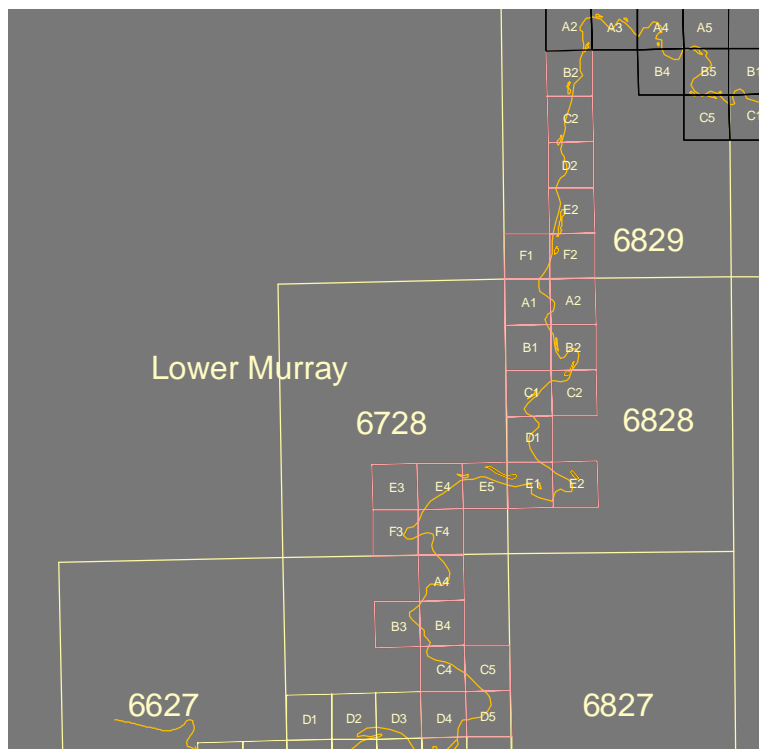 A2 A3 A4 A5
B2 B4 B5 B1
C2 C5 C1
D2
E2
6829
F1 F2
A1 A2
B1 B2
Lower Murray
C1 C2
6728 6828
D1
E3 E4 E5 E1 E2
F3 F4
A4
B3 B4
C4 C5
6627 6827
D1 D2 D3 D4 D5